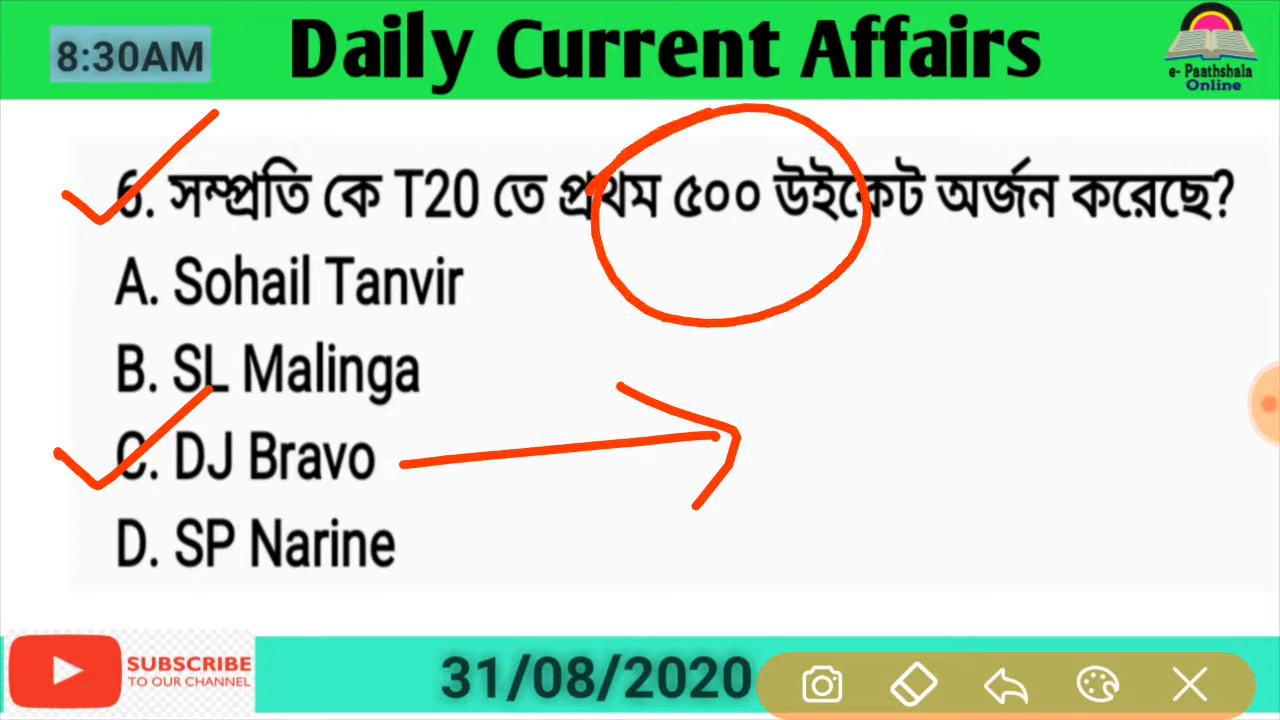 8:30AM
Daily Current Affairs
e- Paathshala
Online
6. সম্প্রতি কে T20 তে প্রথম ৫০০ উইকেট অর্জন করেছে?
A. Sohail Tanvir
B. SL Malinga
C. DJ Bravo
D. SP Narine
SUBSCRIBE
TO OUR CHANNEL
31/08/2020